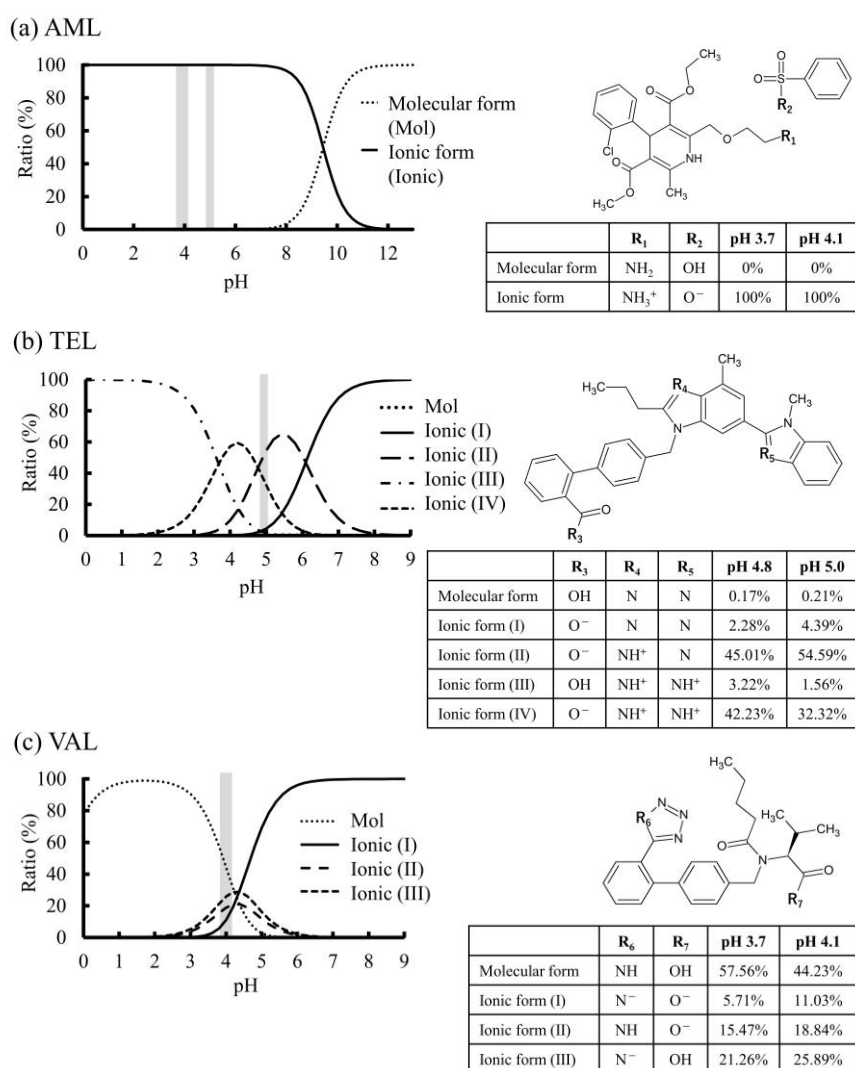 (a) AML
100
80
60
40
20
0
Ratio (%)
0 2 4 6 8 10 12
pH
Molecular form
(Mol)
Ionic form
(Ionic)
CH₃
O
O
O
O
S
O
R₂
Cl
O
R₁
O
NH
H₃C
O
CH₃
R₁ R₂ pH 3.7 pH 4.1
Molecular form NH₂ OH 0% 0%
Ionic form NH₃⁺ O⁻ 100% 100%
(b) TEL
100
80
60
40
20
0
Ratio (%)
0 1 2 3 4 5 6 7 8 9
pH
Mol
Ionic (I)
Ionic (II)
Ionic (III)
Ionic (IV)
CH₃
H₃C
R₄
N
H₃C
N
R₅
O
R₃
R₃ R₄ R₅ pH 4.8 pH 5.0
Molecular form OH N N 0.17% 0.21%
Ionic form (I) O⁻ N N 2.28% 4.39%
Ionic form (II) O⁻ NH⁺ N 45.01% 54.59%
Ionic form (III) OH NH⁺ NH⁺ 3.22% 1.56%
Ionic form (IV) O⁻ NH⁺ NH⁺ 42.23% 32.32%
(c) VAL
100
80
60
40
20
0
Ratio (%)
0 1 2 3 4 5 6 7 8 9
pH
Mol
Ionic (I)
Ionic (II)
Ionic (III)
H₃C
R₆ N N N
H₃C
CH₃
O
N
O
R₇
R₆ R₇ pH 3.7 pH 4.1
Molecular form NH OH 57.56% 44.23%
Ionic form (I) N⁻ O⁻ 5.71% 11.03%
Ionic form (II) NH O⁻ 15.47% 18.84%
Ionic form (III) N⁻ OH 21.26% 25.89%